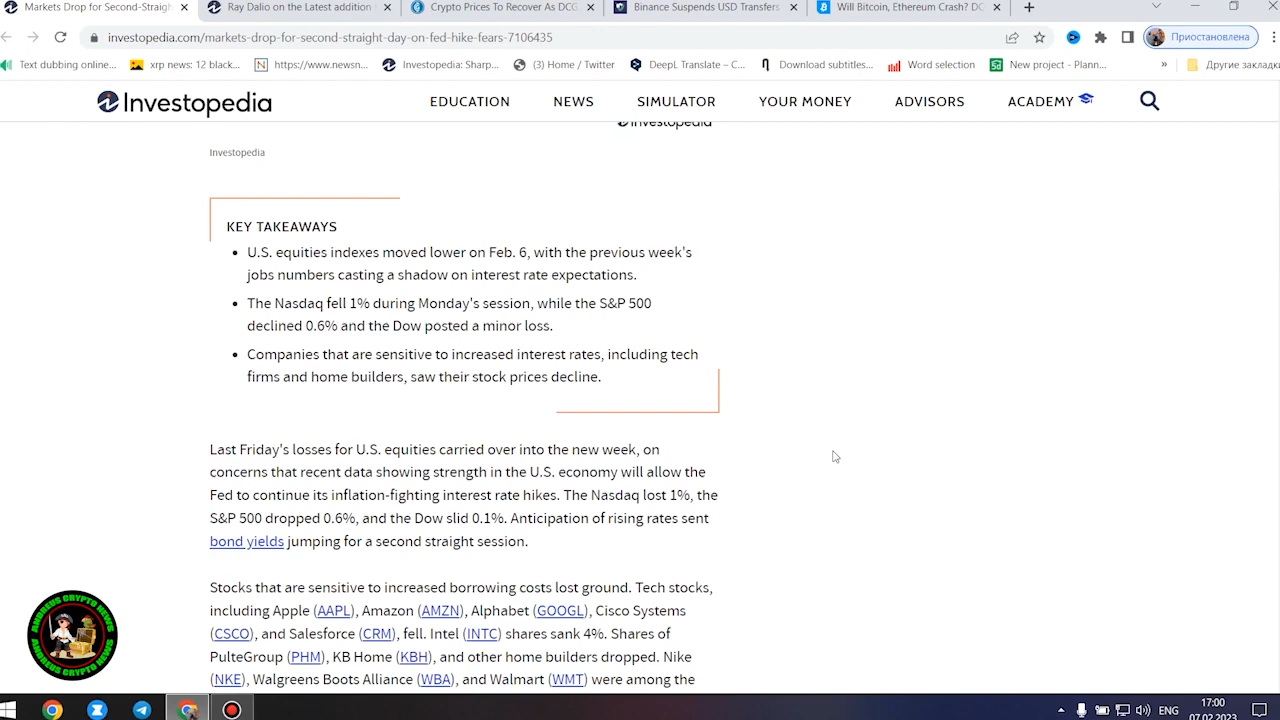 Markets Drop for Second-Straigh
Ray Dalio on the Latest addition
Crypto Prices To Recover As DCG
Binance Suspends USD Transfers
Will Bitcoin, Ethereum Crash? DC
investopedia.com/markets-drop-for-second-straight-day-on-fed-hike-fears-7106435
Приостановлена
Text dubbing online...
xrp news: 12 black...
https://www.newsn...
Investopedia: Sharp...
(3) Home / Twitter
DeepL Translate – C...
Download subtitles...
Word selection
New project - Plann...
»
Другие закладки
Investopedia
EDUCATION
NEWS
SIMULATOR
YOUR MONEY
ADVISORS
ACADEMY
Investopedia
Investopedia
KEY TAKEAWAYS
• U.S. equities indexes moved lower on Feb. 6, with the previous week's
jobs numbers casting a shadow on interest rate expectations.
• The Nasdaq fell 1% during Monday's session, while the S&P 500
declined 0.6% and the Dow posted a minor loss.
• Companies that are sensitive to increased interest rates, including tech
firms and home builders, saw their stock prices decline.
Last Friday's losses for U.S. equities carried over into the new week, on
concerns that recent data showing strength in the U.S. economy will allow the
Fed to continue its inflation-fighting interest rate hikes. The Nasdaq lost 1%, the
S&P 500 dropped 0.6%, and the Dow slid 0.1%. Anticipation of rising rates sent
bond yields jumping for a second straight session.
Stocks that are sensitive to increased borrowing costs lost ground. Tech stocks,
including Apple (AAPL), Amazon (AMZN), Alphabet (GOOGL), Cisco Systems
(CSCO), and Salesforce (CRM), fell. Intel (INTC) shares sank 4%. Shares of
PulteGroup (PHM), KB Home (KBH), and other home builders dropped. Nike
(NKE), Walgreens Boots Alliance (WBA), and Walmart (WMT) were among the
ANDREUS CRYPTO NEWS
ANDREUS CRYPTO NEWS
ENG
17:00
07.02.2023